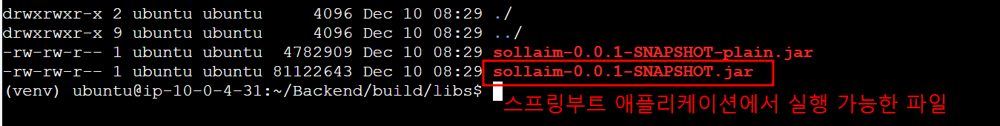 drwxrwxr-x 2 ubuntu ubuntu     4096 Dec 10 08:29 ./
drwxrwxr-x 9 ubuntu ubuntu     4096 Dec 10 08:29 ../
-rw-rw-r-- 1 ubuntu ubuntu  4782909 Dec 10 08:29 sollaim-0.0.1-SNAPSHOT-plain.jar
-rw-rw-r-- 1 ubuntu ubuntu 81122643 Dec 10 08:29 sollaim-0.0.1-SNAPSHOT.jar
(venv) ubuntu@ip-10-0-4-31:~/Backend/build/libs$
스프링부트 애플리케이션에서 실행 가능한 파일